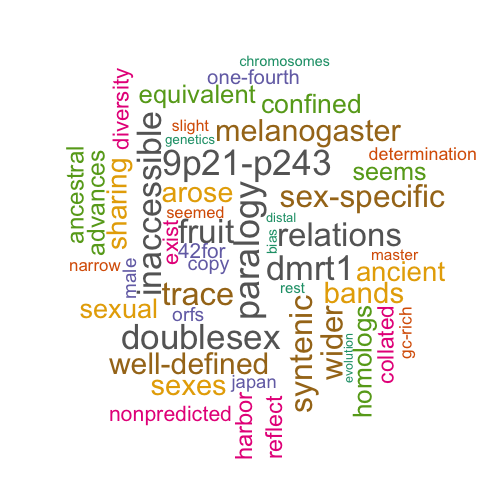 chromosomes
one-fourth
equivalent
confined
diversity
slight
melanogaster
genetics
inaccessible
9p21-p243
determination
ancestral
advances
sharing
arose
seems
sex-specific
seemed
paralogy
distal
exist
fruit
relations
bias
42for
copy
dmrt1
master
narrow
male
ancient
trace
rest
bands
sexual
orfs
syntenic
wider
homologs
collated
gc-rich
doublesex
evolution
well-defined
sexes
japan
nonpredicted
harbor
reflect